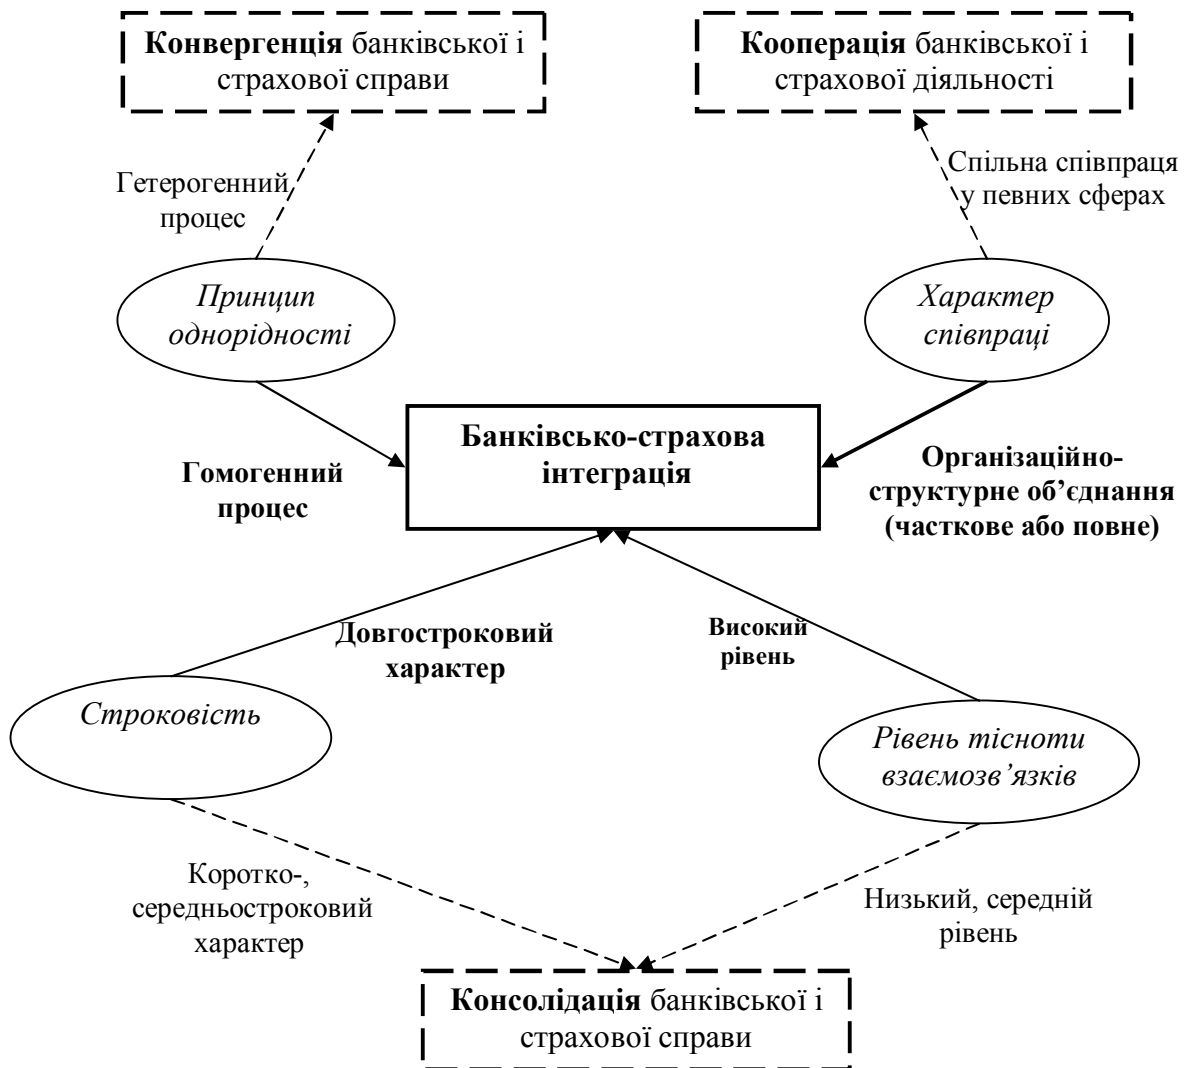 Конвергенція банківської і
страхової справи
Кооперація банківської і
страхової діяльності
Гетерогенний
процес
Спільна співпраця
у певних сферах
Принцип
однорідності
Характер
співпраці
Банківсько-страхова
інтеграція
Гомогенний
процес
Організаційно-
структурне об’єднання
(часткове або повне)
Довгостроковий
характер
Високий
рівень
Строковість
Рівень тісноти
взаємозв’язків
Коротко-,
середньостроковий
характер
Низький, середній
рівень
Консолідація банківської і
страхової справи